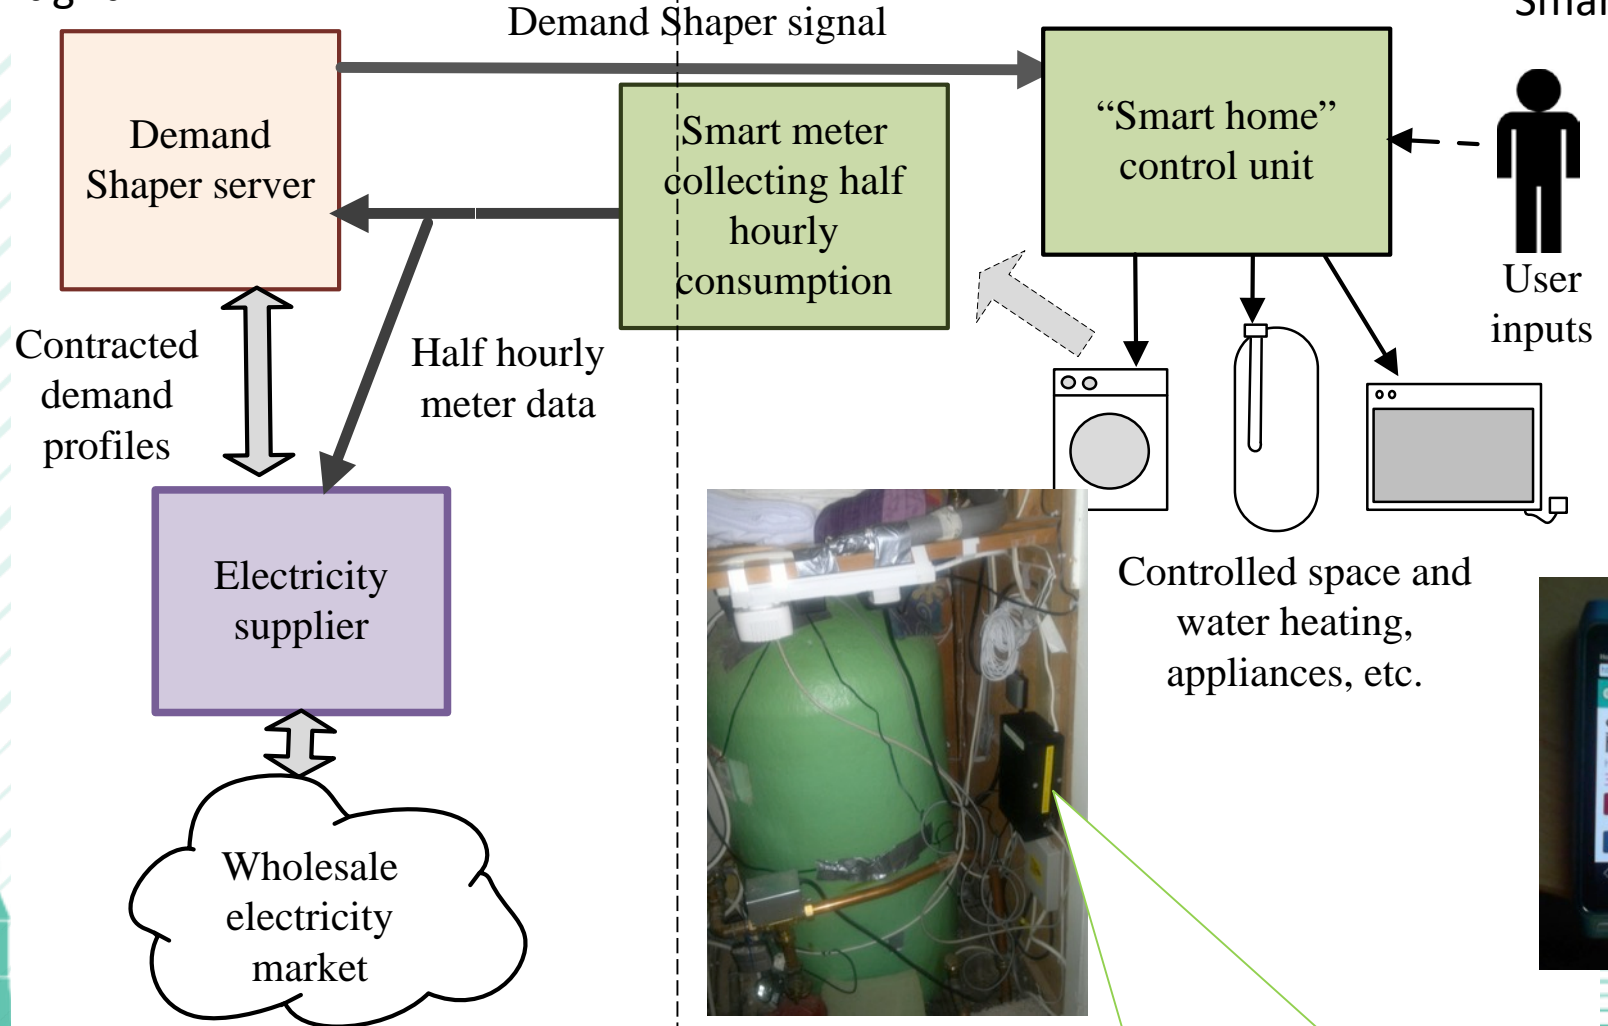 Demand Shaper signal
Demand
Shaper server
Smart meter
collecting half
hourly
consumption
“Smart home”
control unit
User
inputs
Contracted
demand
profiles
Half hourly
meter data
Electricity
supplier
Controlled space and
water heating,
appliances, etc.
Wholesale
electricity
market